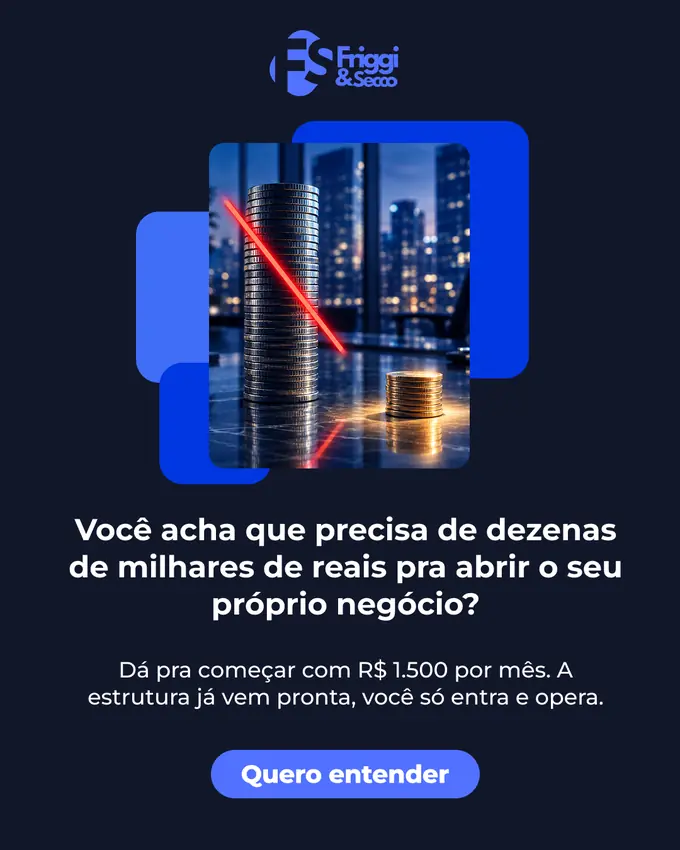 FS Friggi
&Secco
Você acha que precisa de dezenas
de milhares de reais pra abrir o seu
próprio negócio?
Dá pra começar com R$ 1.500 por mês. A
estrutura já vem pronta, você só entra e opera.
Quero entender